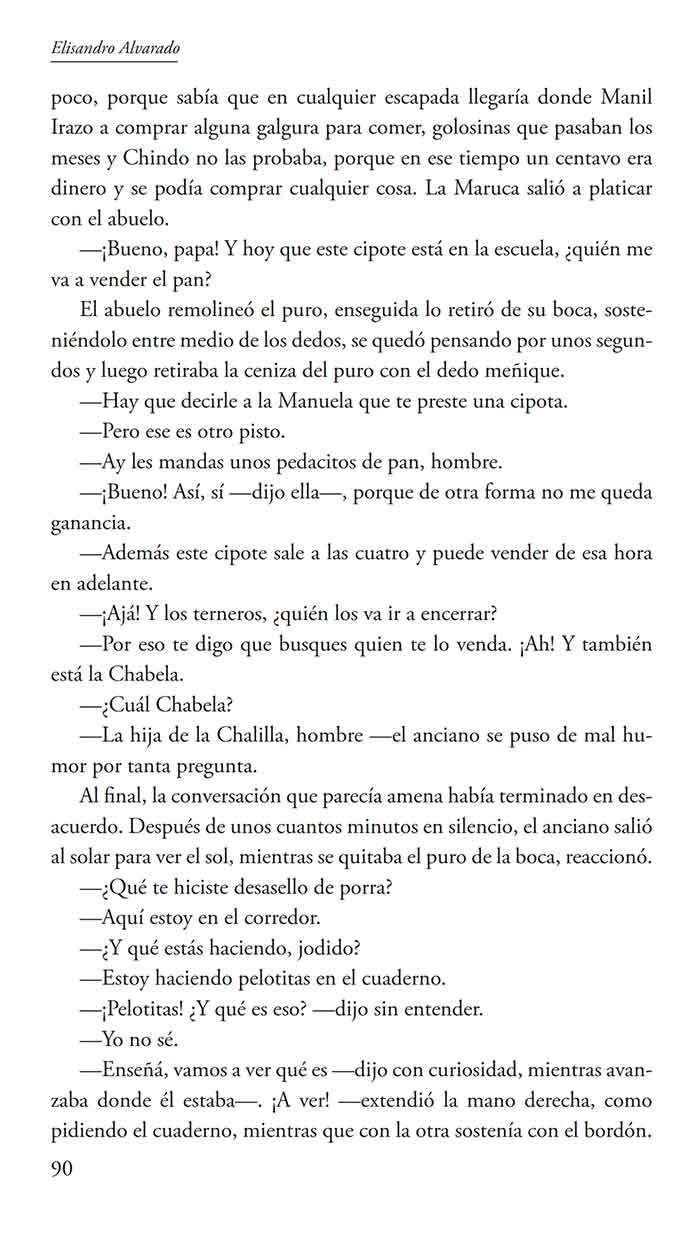 Elisandro Alvarado
poco, porque sabía que en cualquier escapada llegaría donde Manil
Irazo a comprar alguna galgura para comer, golosinas que pasaban los
meses y Chindo no las probaba, porque en ese tiempo un centavo era
dinero y se podía comprar cualquier cosa. La Maruca salió a platicar
con el abuelo.
—¡Bueno, papa! Y hoy que este cipote está en la escuela, ¿quién me
va a vender el pan?
El abuelo remolineó el puro, enseguida lo retiró de su boca, soste-
niéndolo entre medio de los dedos, se quedó pensando por unos segun-
dos y luego retiraba la ceniza del puro con el dedo meñique.
—Hay que decirle a la Manuela que te preste una cipota.
—Pero ese es otro pisto.
—Ay les mandas unos pedacitos de pan, hombre.
—¡Bueno! Así, sí —dijo ella—, porque de otra forma no me queda
ganancia.
—Además este cipote sale a las cuatro y puede vender de esa hora
en adelante.
—¡Ajá! Y los terneros, ¿quién los va ir a encerrar?
—Por eso te digo que busques quien te lo venda. ¡Ah! Y también
está la Chabela.
—¿Cuál Chabela?
—La hija de la Chalilla, hombre —el anciano se puso de mal hu-
mor por tanta pregunta.
Al final, la conversación que parecía amena había terminado en des-
acuerdo. Después de unos cuantos minutos en silencio, el anciano salió
al solar para ver el sol, mientras se quitaba el puro de la boca, reaccionó.
—¿Qué te hiciste desasello de porra?
—Aquí estoy en el corredor.
—¿Y qué estás haciendo, jodido?
—Estoy haciendo pelotitas en el cuaderno.
—¡Pelotitas! ¿Y qué es eso? —dijo sin entender.
—Yo no sé.
—Enseñá, vamos a ver qué es —dijo con curiosidad, mientras avan-
zaba donde él estaba—. ¡A ver! —extendió la mano derecha, como
pidiendo el cuaderno, mientras que con la otra sostenía con el bordón.
90